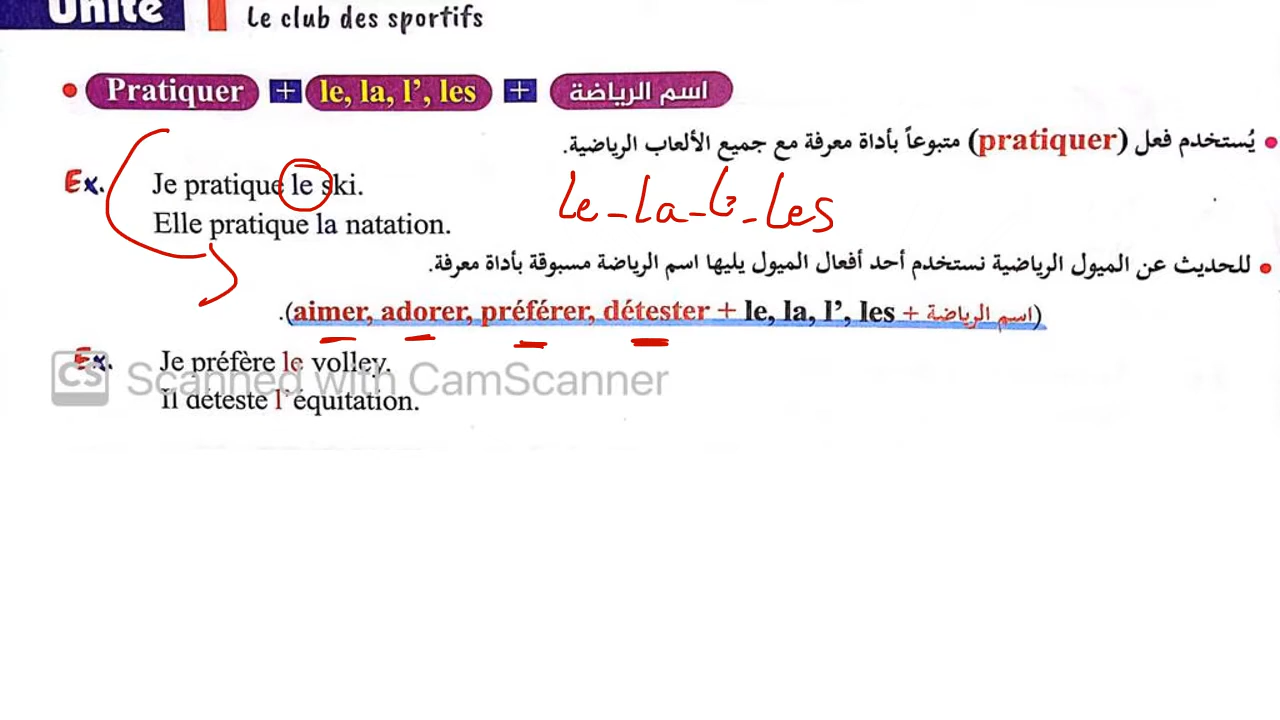 Unité
Le club des sportifs
• Pratiquer + le, la, l’, les + اسم الرياضة
• يُستخدم فعل (pratiquer) متبوعاً بأداة معرفة مع جميع الألعاب الرياضية.
Ex. Je pratique le ski.
Elle pratique la natation.
le - la - l' - les
• للحديث عن الميول الرياضية نستخدم أحد أفعال الميول يليها اسم الرياضة مسبوقة بأداة معرفة.
(aimer, adorer, préférer, détester + le, la, l’, les + اسم الرياضة).
Ex. Je préfère le volley.
Il déteste l’équitation.
CS Scanned with CamScanner